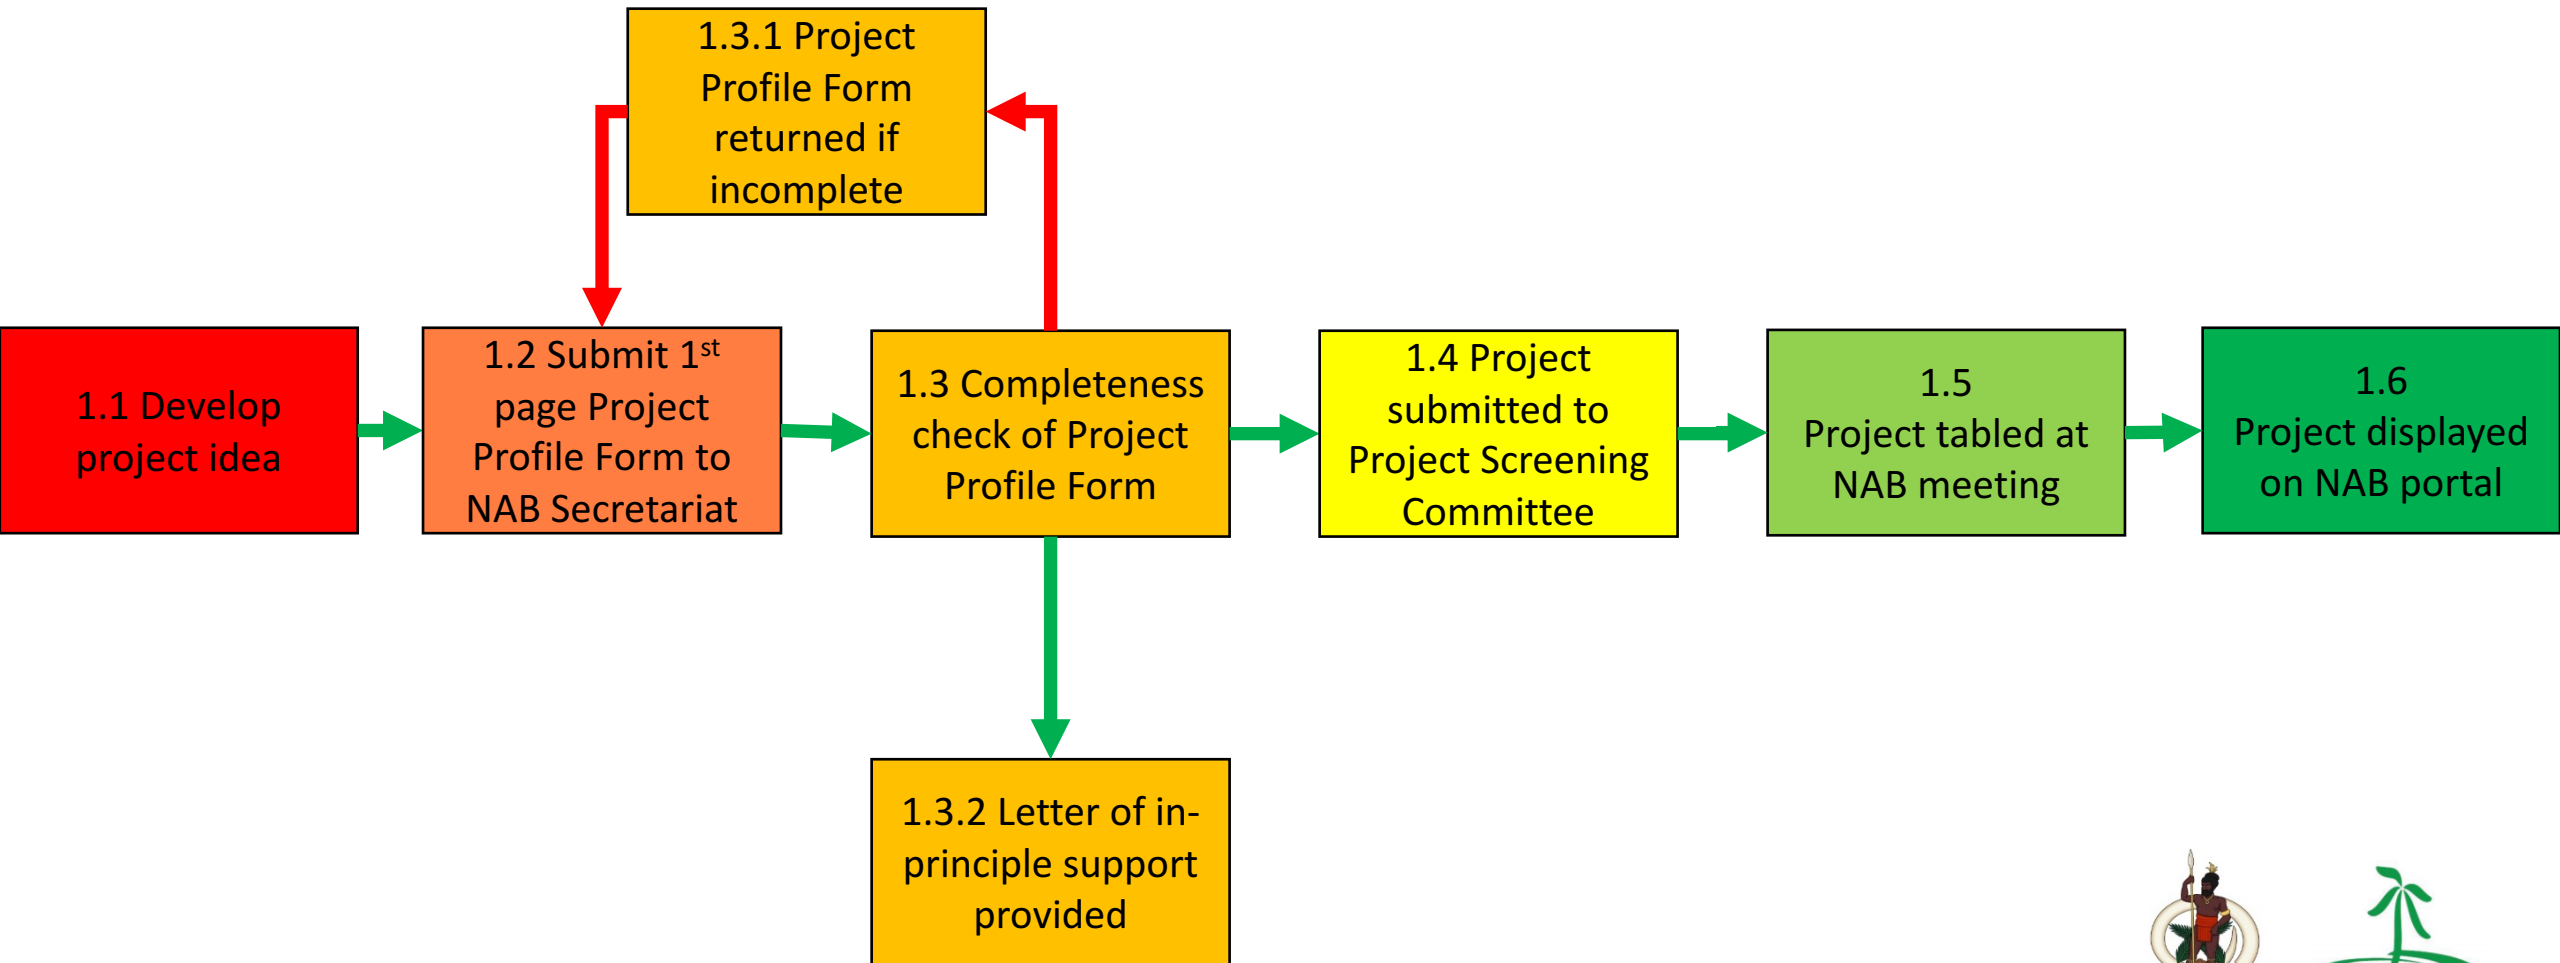 1.3.1 Project
Profile Form
returned if
incomplete
1.1 Develop
project idea
1.2 Submit 1st
page Project
Profile Form to
NAB Secretariat
1.3 Completeness
check of Project
Profile Form
1.4 Project
submitted to
Project Screening
Committee
1.5
Project tabled at
NAB meeting
1.6
Project displayed
on NAB portal
1.3.2 Letter of in-
principle support
provided